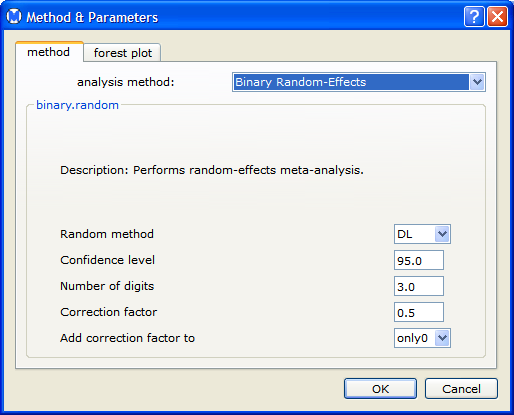 Method & Parameters
method
forest plot
analysis method:
Binary Random-Effects
binary.random
Description: Performs random-effects meta-analysis.
Random method
DL
Confidence level
95.0
Number of digits
3.0
Correction factor
0.5
Add correction factor to
only0
OK
Cancel